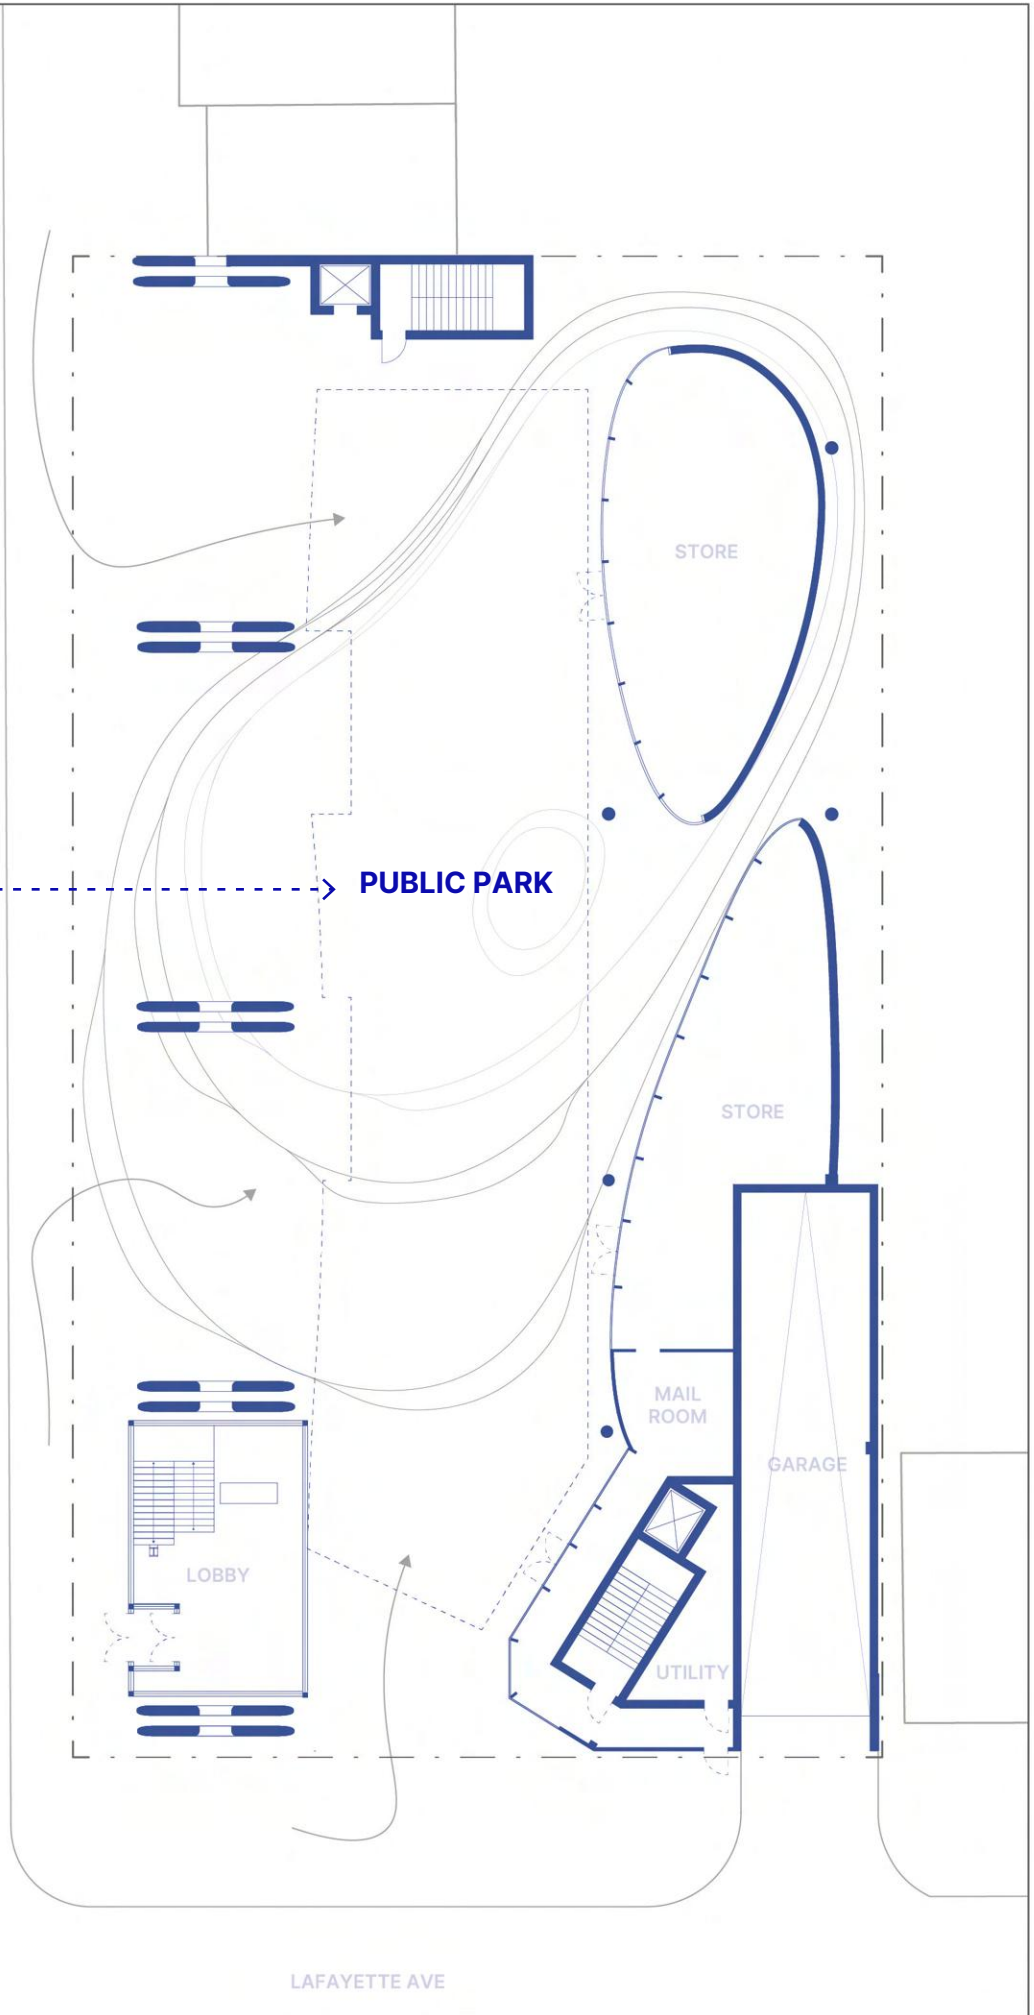 STORE
PUBLIC PARK
STORE
MAIL
ROOM
GARAGE
LOBBY
UTILITY
LAFAYETTE AVE